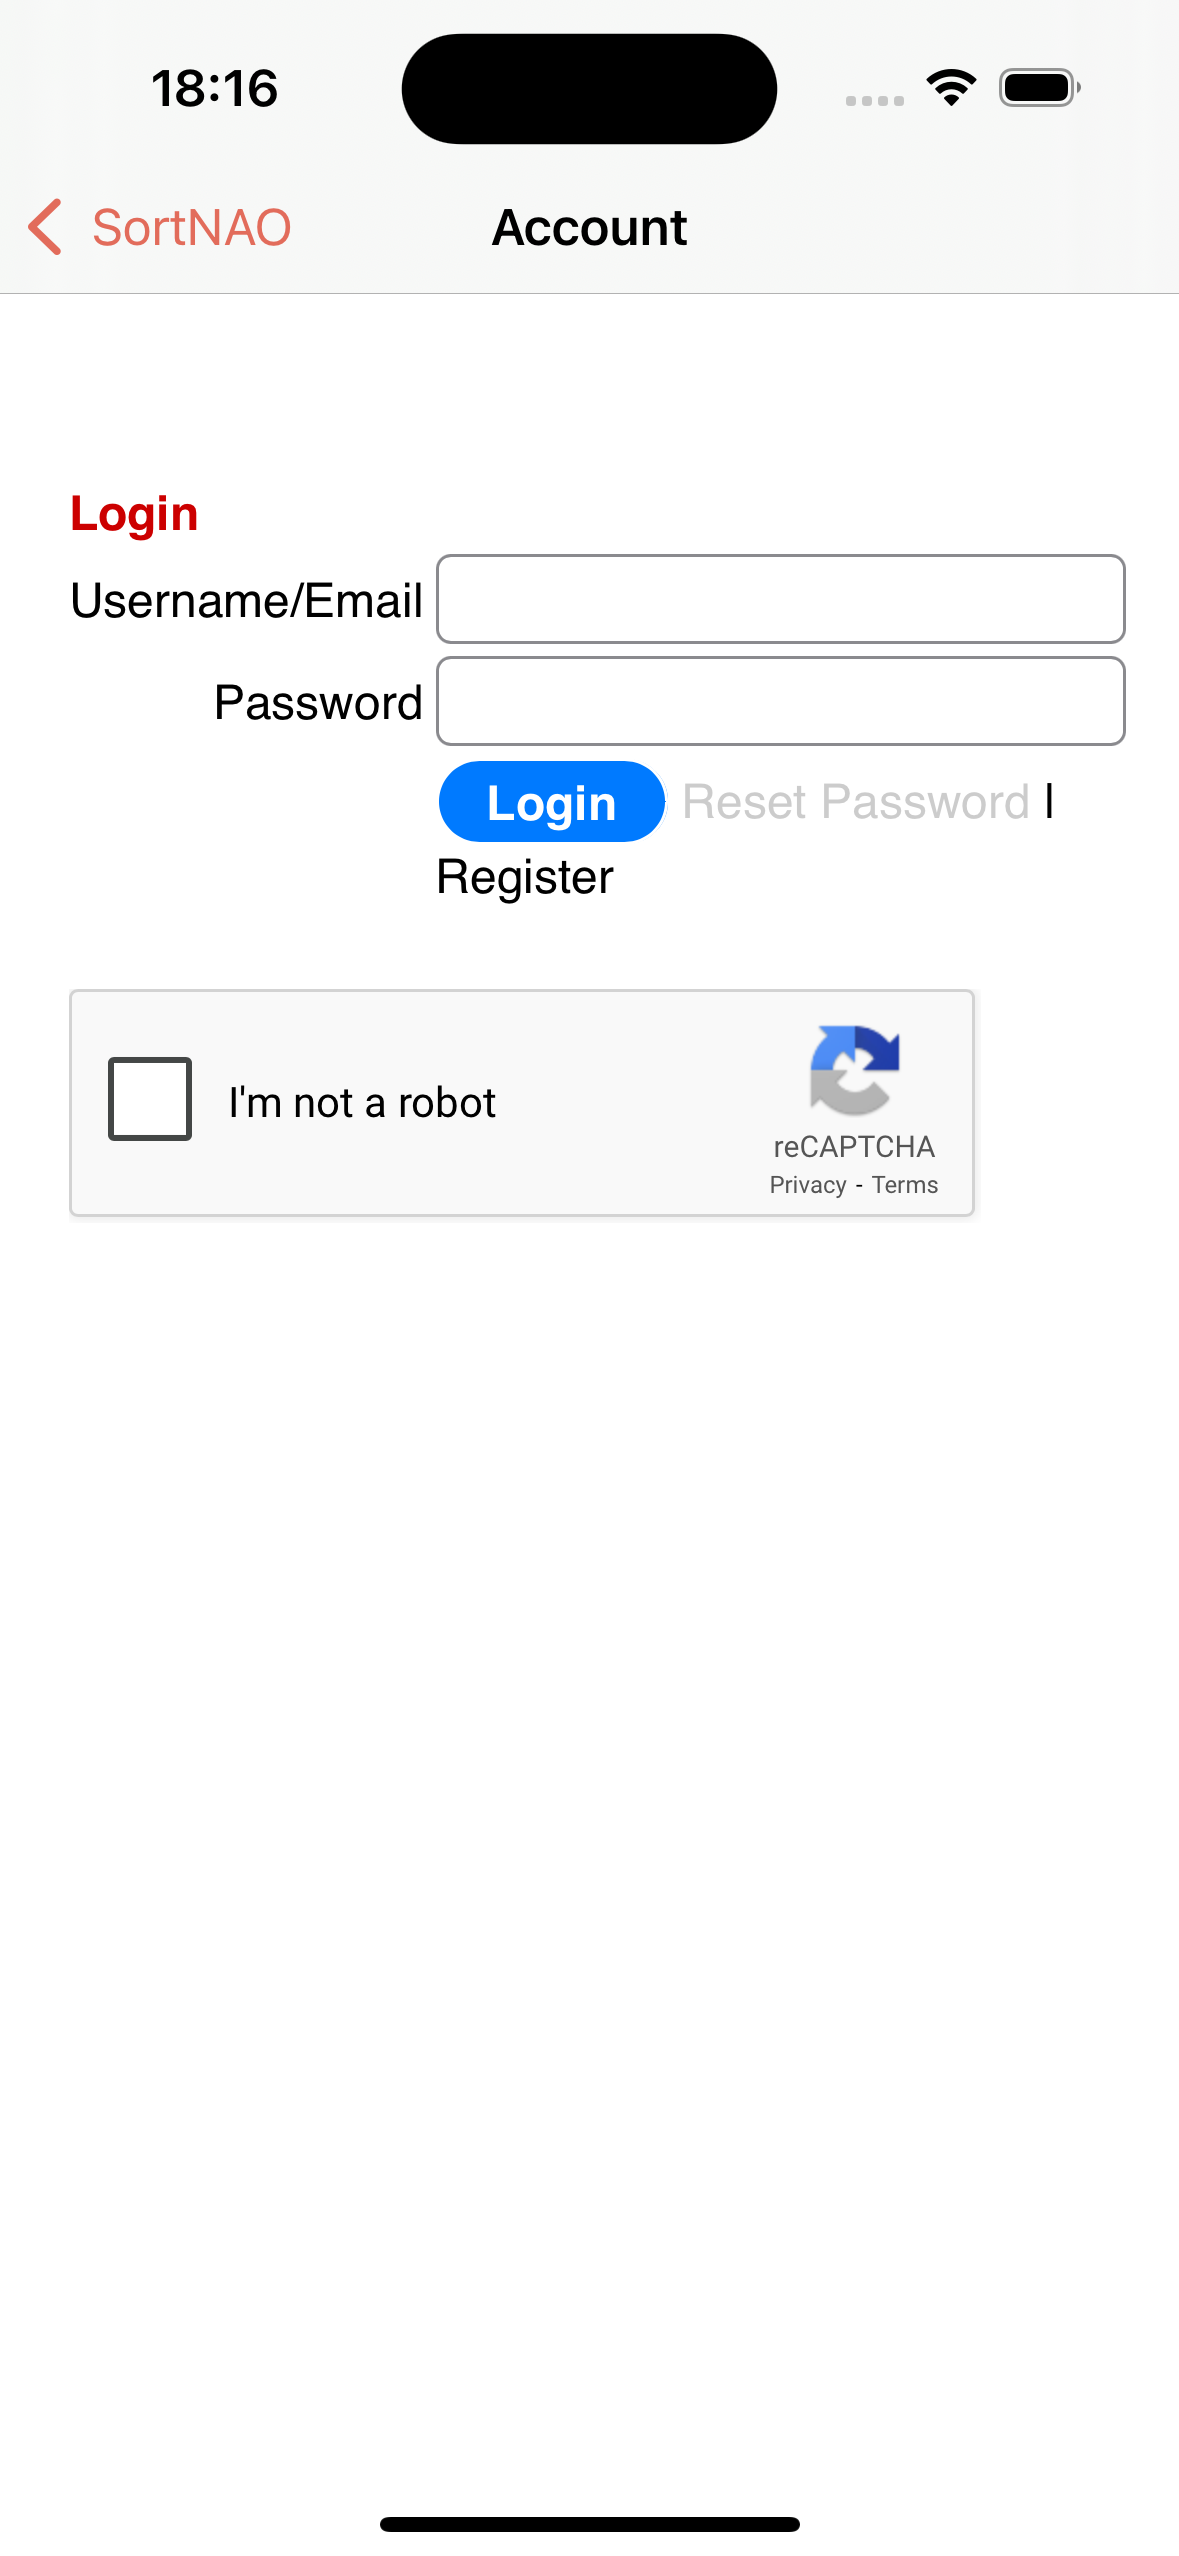 18:16
SortNAO
Account
Login
Username/Email
Password
Login Reset Password |
Register
I'm not a robot
reCAPTCHA
Privacy - Terms